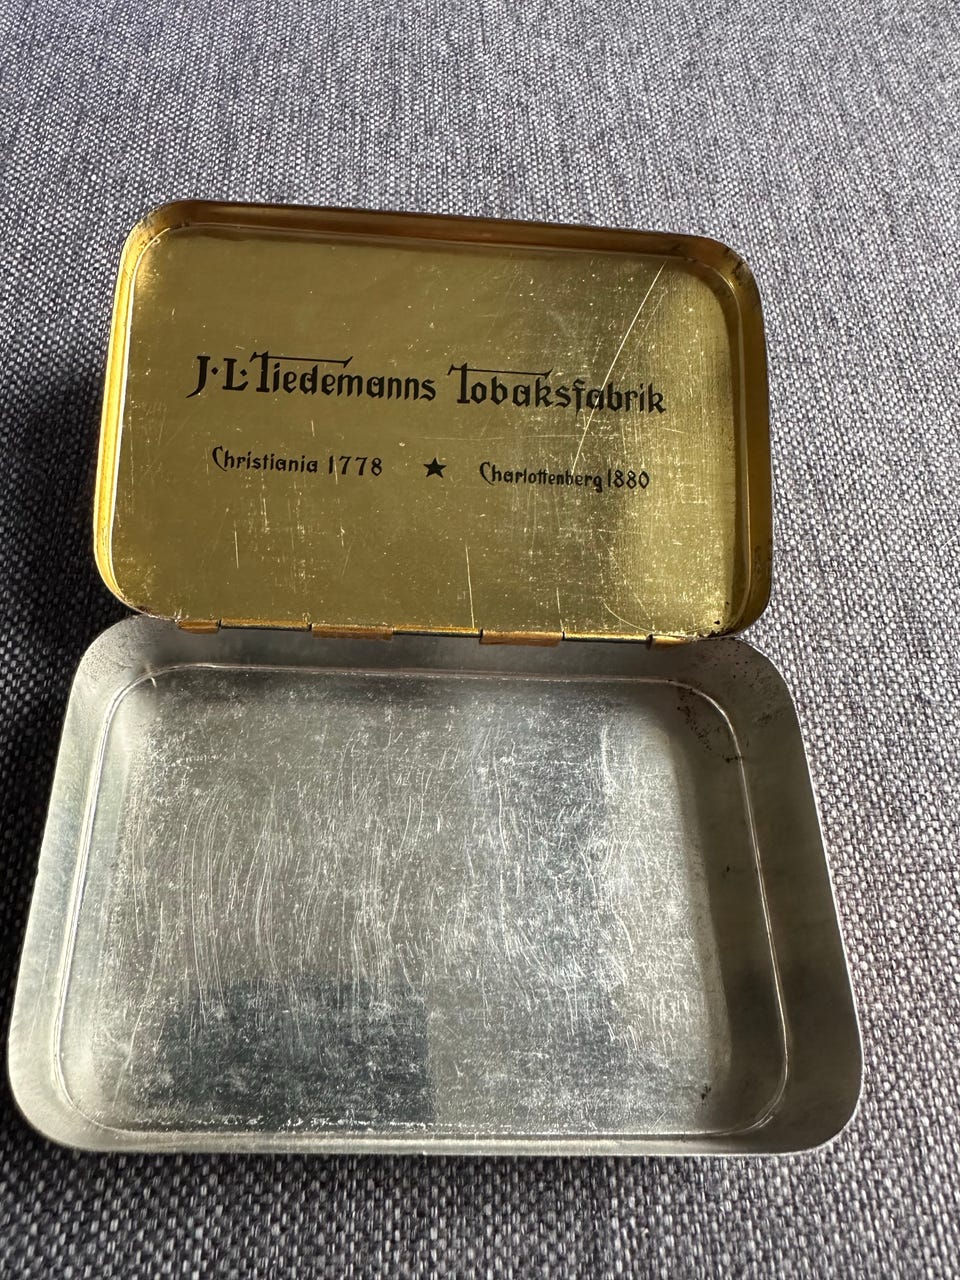 J·L·Tiedemanns Tobaksfabrik
Christiania 1778 ★ Charlottenberg 1880